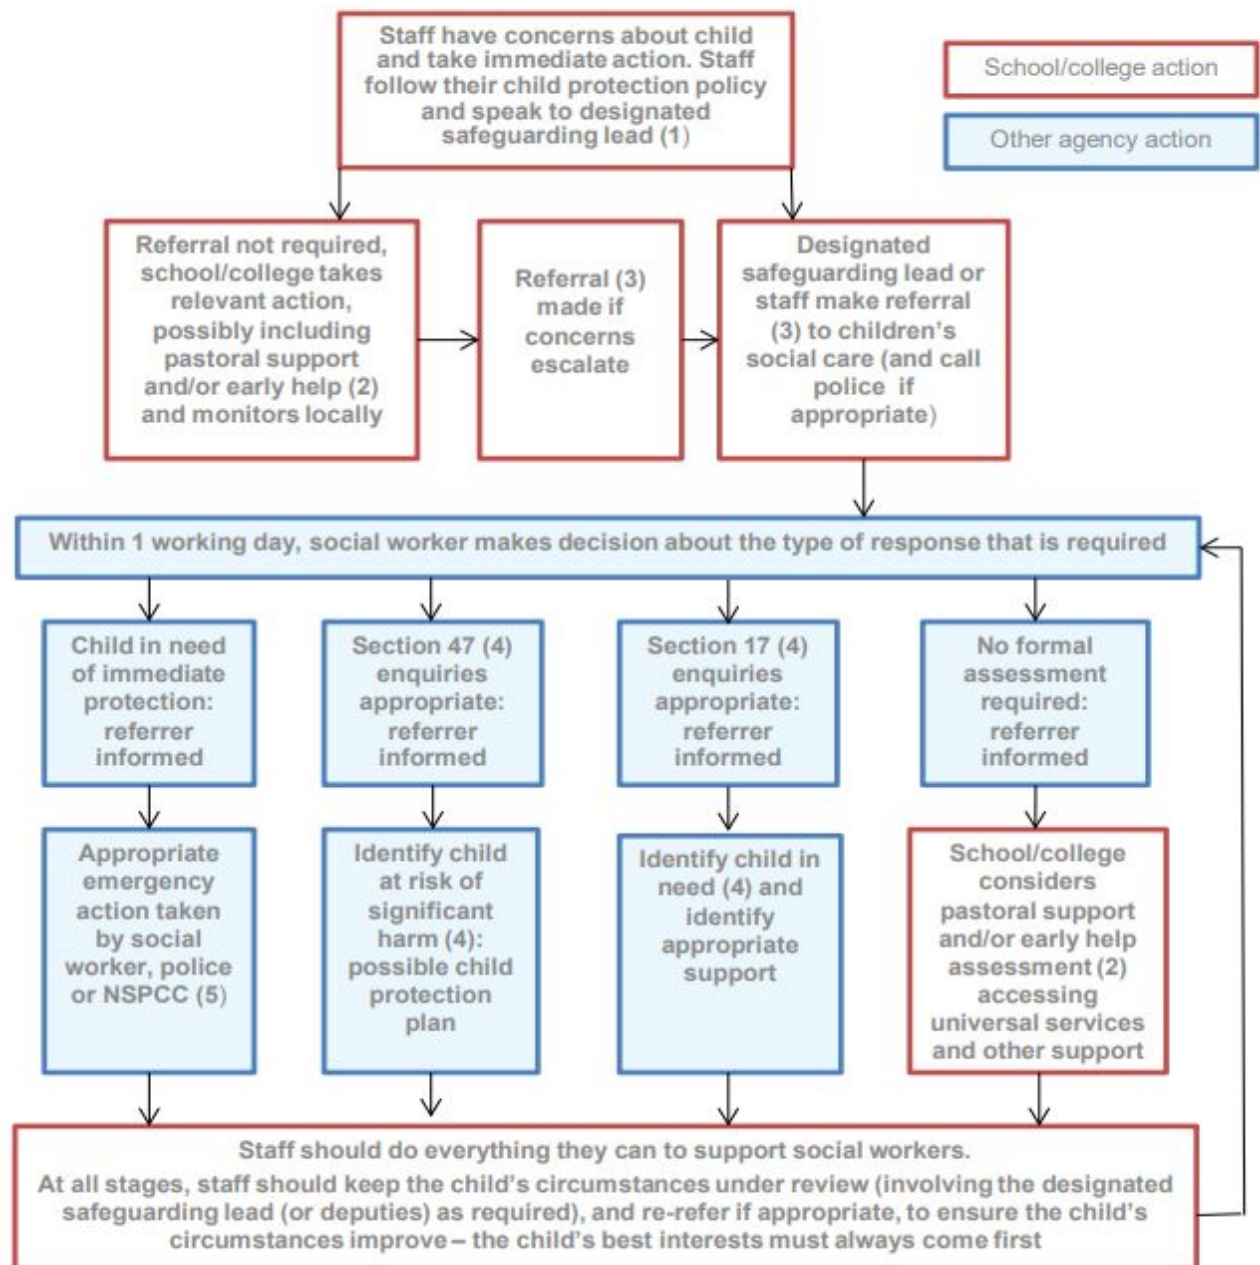 Staff have concerns about child
and take immediate action. Staff
follow their child protection policy
and speak to designated
safeguarding lead (1)
School/college action
Other agency action
Referral not required,
school/college takes
relevant action,
possibly including
pastoral support
and/or early help (2)
and monitors locally
Referral (3)
made if
concerns
escalate
Designated
safeguarding lead or
staff make referral
(3) to children’s
social care (and call
police if
appropriate)
Within 1 working day, social worker makes decision about the type of response that is required
Child in need
of immediate
protection:
referrer
informed
Section 47 (4)
enquiries
appropriate:
referrer
informed
Section 17 (4)
enquiries
appropriate:
referrer
informed
No formal
assessment
required:
referrer
informed
Appropriate
emergency
action taken
by social
worker, police
or NSPCC (5)
Identify child
at risk of
significant
harm (4):
possible child
protection
plan
Identify child in
need (4) and
identify
appropriate
support
School/college
considers
pastoral support
and/or early help
assessment (2)
accessing
universal services
and other support
Staff should do everything they can to support social workers.
At all stages, staff should keep the child’s circumstances under review (involving the designated
safeguarding lead (or deputies) as required), and re-refer if appropriate, to ensure the child’s
circumstances improve – the child’s best interests must always come first